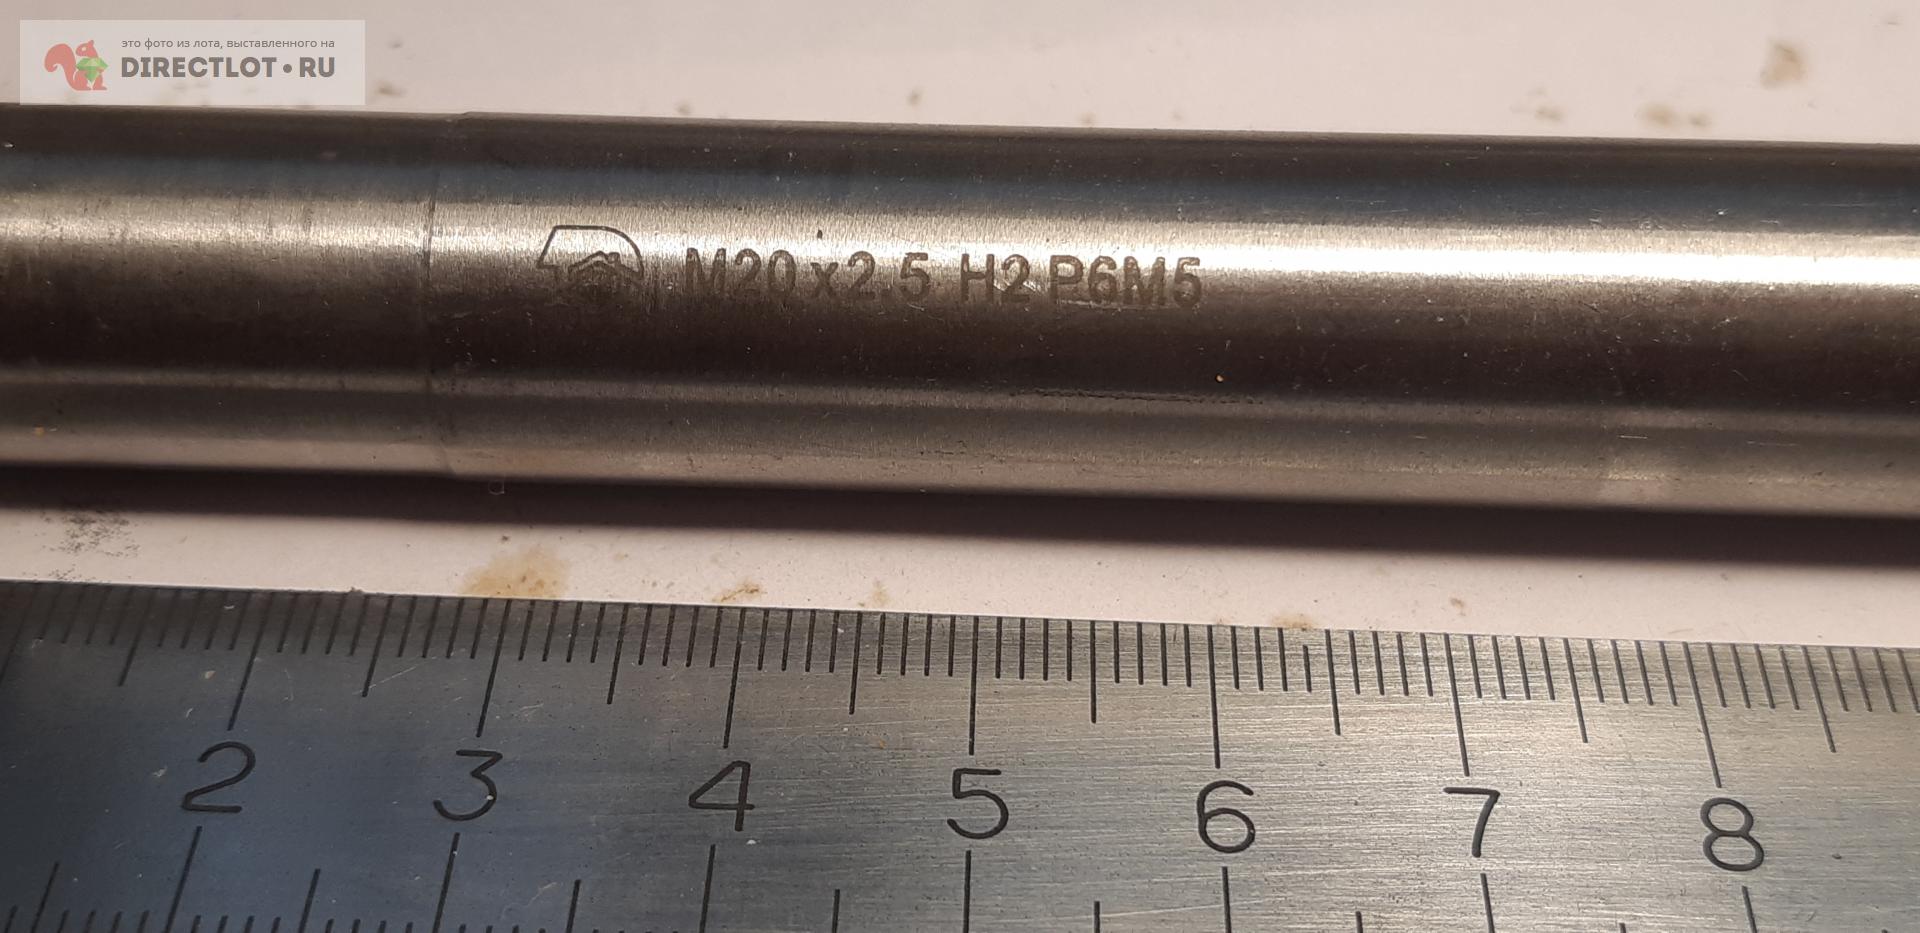 это фото из лота, выставленного на
DIRECTLOT•RU
M20x2.5 H2 P6M5
2 3 4 5 6 7 8